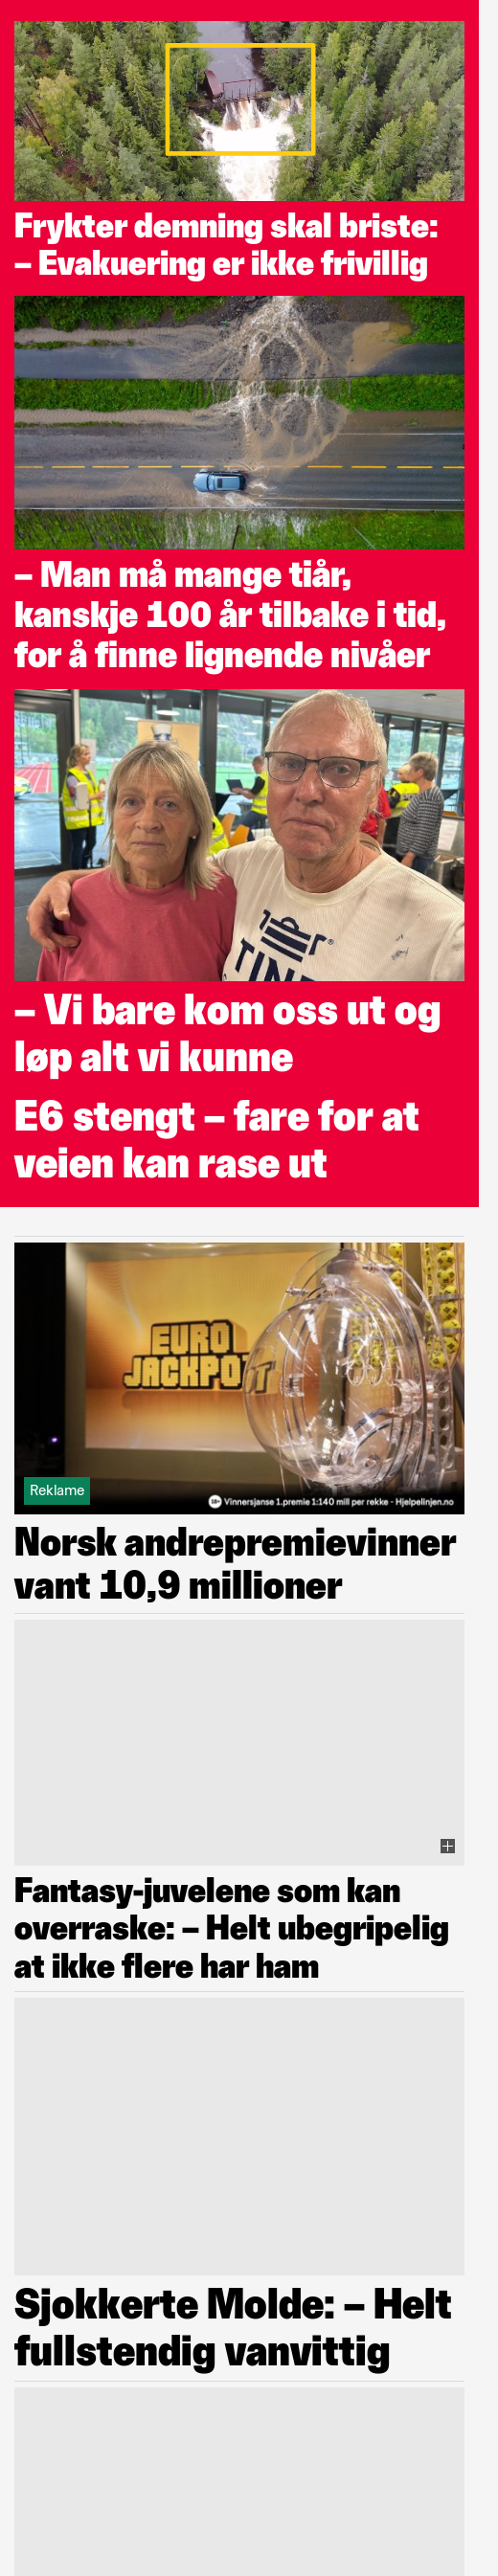 Frykter demning skal briste:
– Evakuering er ikke frivillig
– Man må mange tiår,
kanskje 100 år tilbake i tid,
for å finne lignende nivåer
TINE
– Vi bare kom oss ut og
løp alt vi kunne
E6 stengt – fare for at
veien kan rase ut
EURO
JACKPOT
Reklame
18+ Vinnersjanse 1.premie 1:140 mill per rekke - Hjelpelinjen.no
Norsk andrepremievinner
vant 10,9 millioner
Fantasy-juvelene som kan
overraske: – Helt ubegripelig
at ikke flere har ham
Sjokkerte Molde: – Helt
fullstendig vanvittig